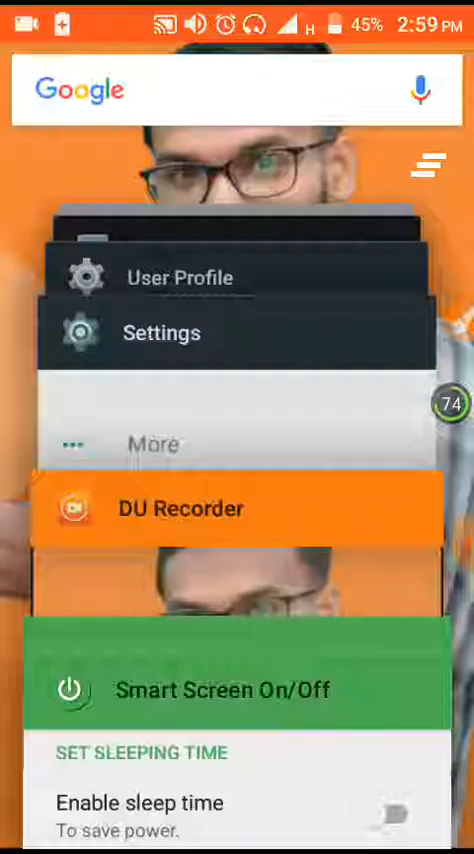 H 45% 2:59 PM
Google
User Profile
Settings
74
More
DU Recorder
Smart Screen On/Off
SET SLEEPING TIME
Enable sleep time
To save power.